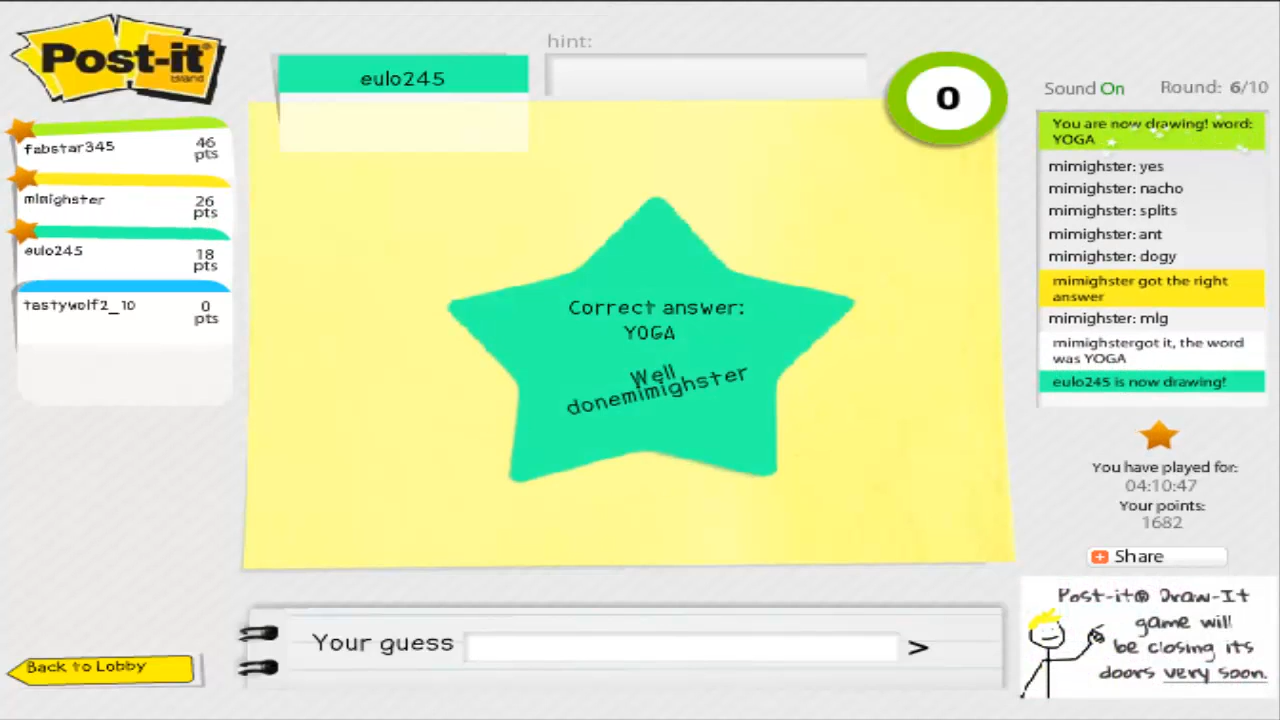 Post-it®
Island
eulo245
hint:
0
Sound On
Round: 6/10
fabstar345
46
pts
mimighster
26
pts
eulo245
18
pts
tastywolf2_10
0
pts
Correct answer:
YOGA
Well
donemimighster
You are now drawing! word:
YOGA
mimighster: yes
mimighster: nacho
mimighster: splits
mimighster: ant
mimighster: dogy
mimighster got the right
answer
mimighster: mlg
mimighstergot it, the word
was YOGA
eulo245 is now drawing!
You have played for:
04:10:47
Your points:
1682
Share
Your guess
>
Back to Lobby
Post-it® Draw-It
game will
be closing its
doors very soon.